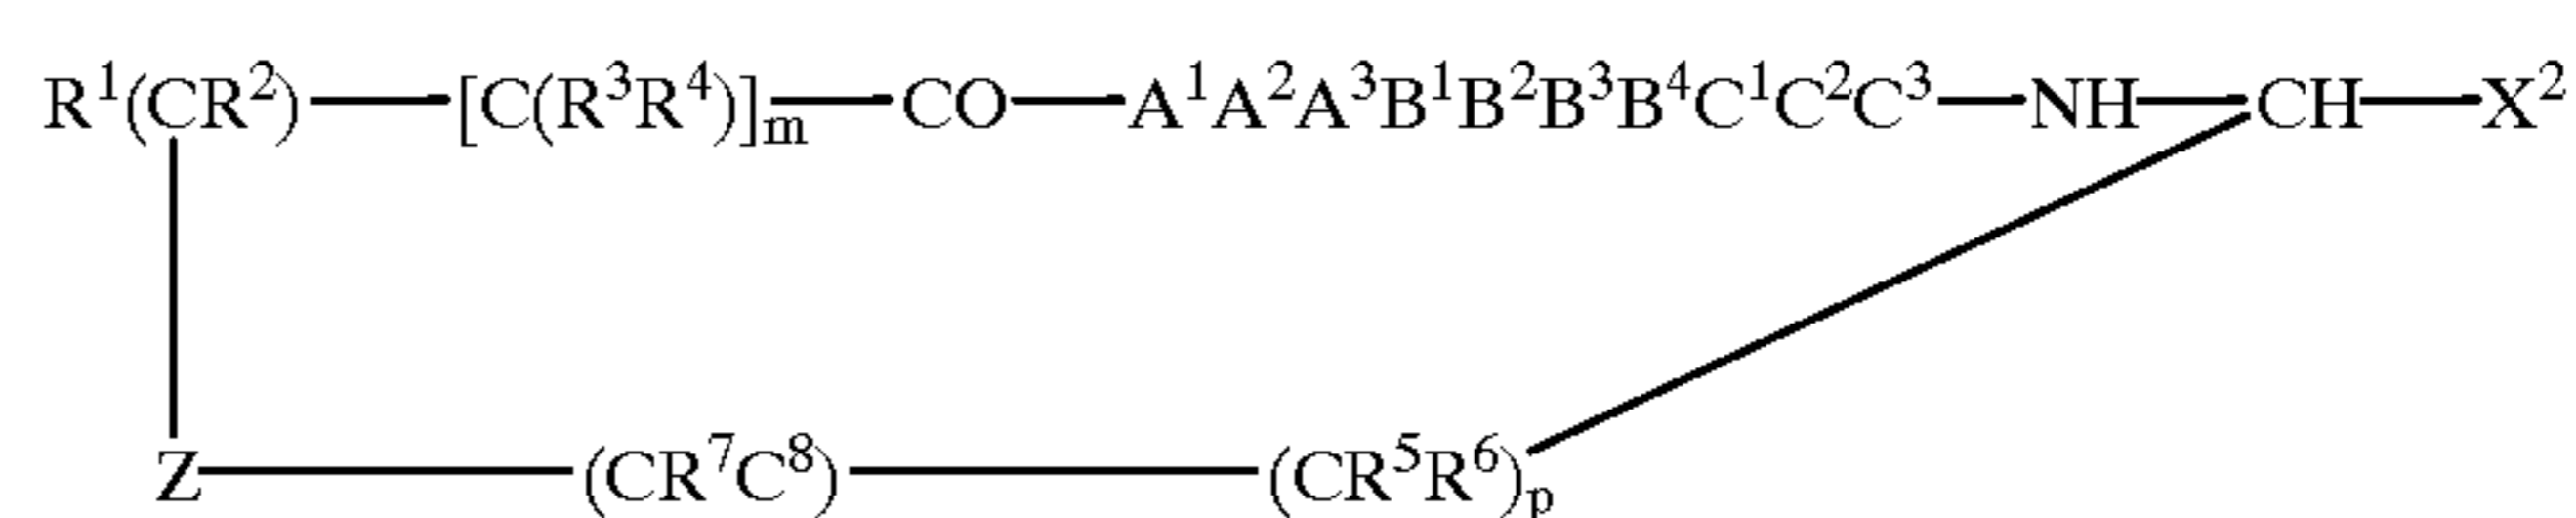 R¹(CR²)—[C(R³R⁴)]ₘ—CO—A¹A²A³B¹B²B³B⁴C¹C²C³—NH—CH—X²
Z—(CR⁷C⁸)—(CR⁵R⁶)ₚ